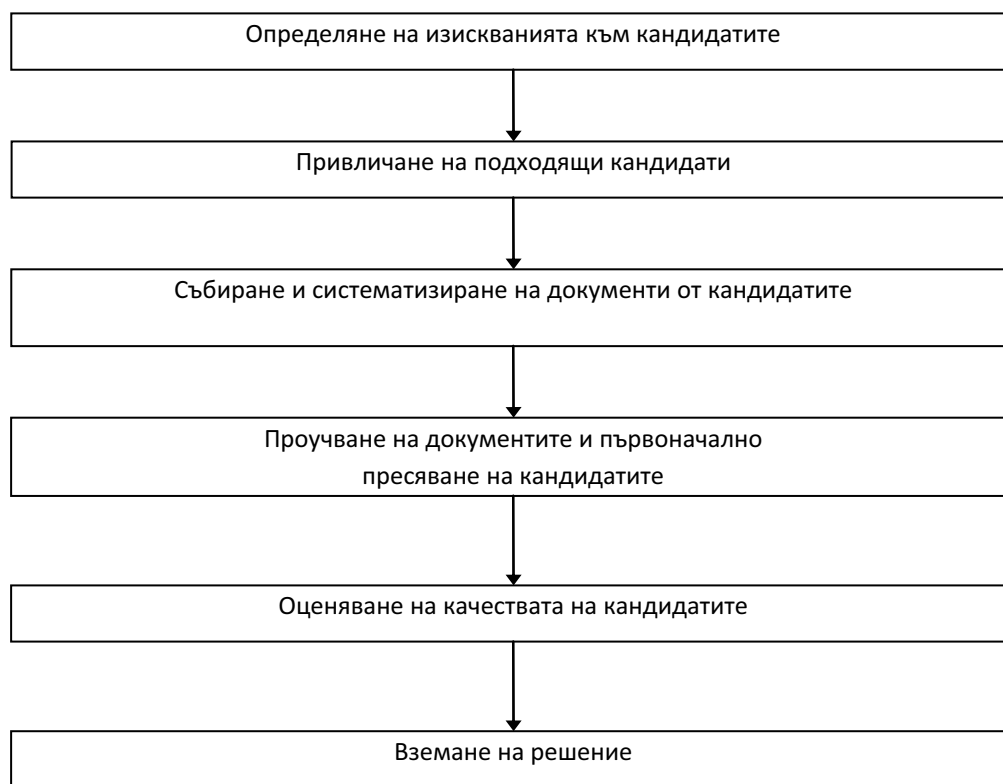 Определяне на изискванията към кандидатите
Привличане на подходящи кандидати
Събиране и систематизиране на документи от кандидатите
Проучване на документите и първоначално
пресяване на кандидатите
Оценяване на качествата на кандидатите
Вземане на решение